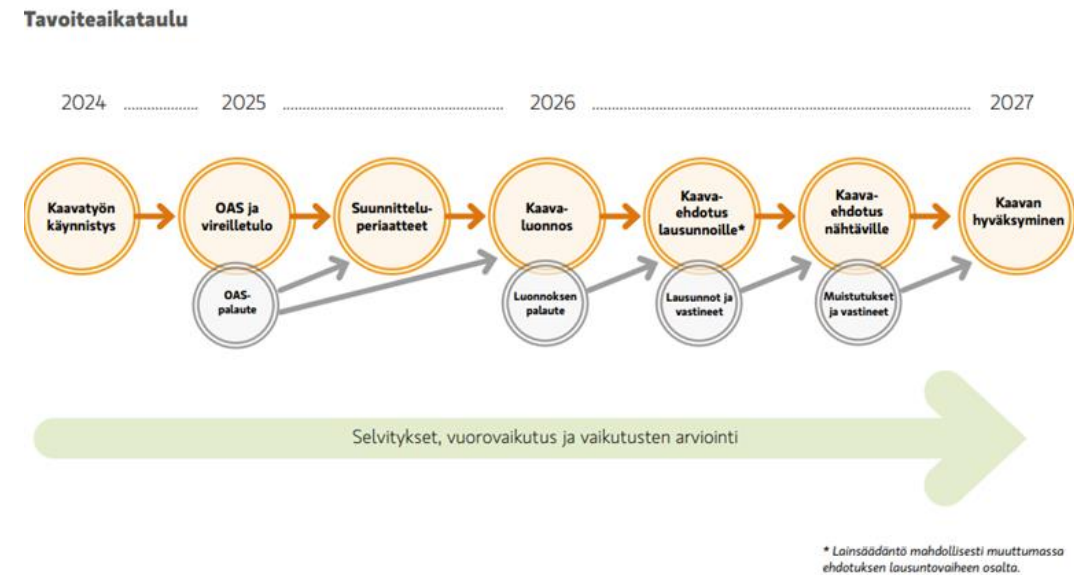 Tavoiteaikataulu
2024 2025 2026 2027
Kaavatyön
käynnistys
OAS ja
vireilletulo
Suunnittelu-
periaatteet
Kaava-
luonnos
Kaava-
ehdotus
lausunnoille*
Kaava-
ehdotus
nähtäville
Kaavan
hyväksyminen
OAS-
palaute
Luonnoksen
palaute
Lausunnot ja
vastineet
Muistutukset
ja vastineet
Selvitykset, vuorovaikutus ja vaikutusten arviointi
* Lainsäädäntö mahdollisesti muuttumassa
ehdotuksen lausuntovaiheen osalta.